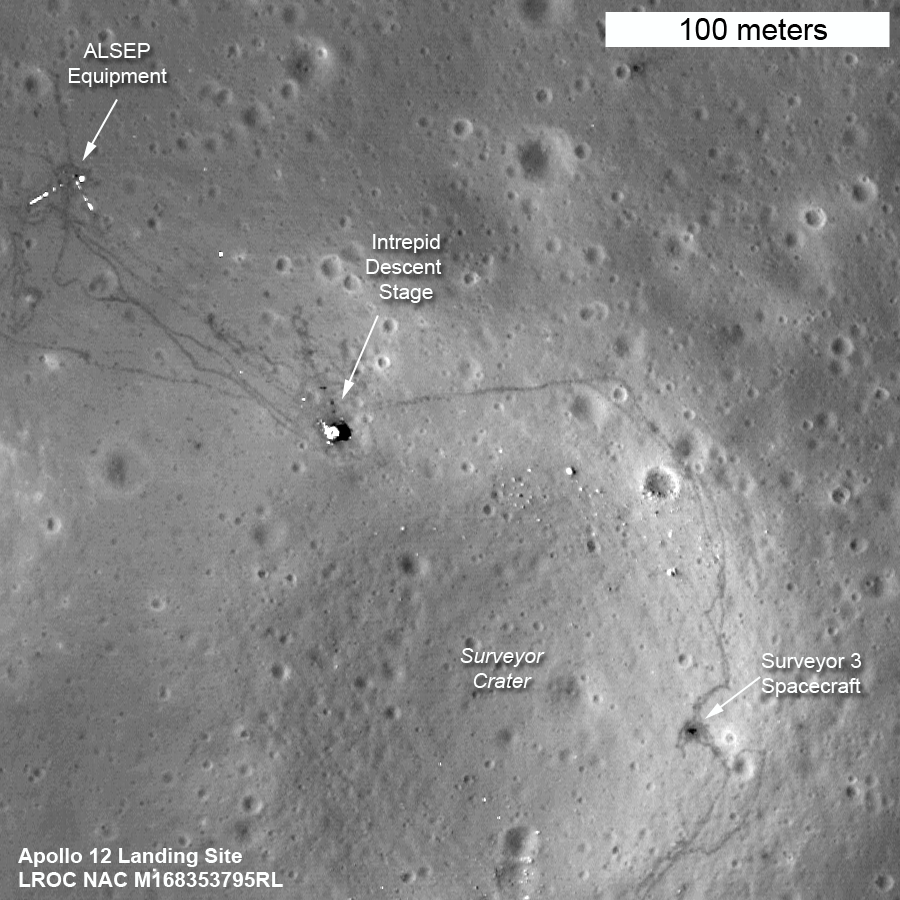 100 meters
ALSEP
Equipment
Intrepid
Descent
Stage
Surveyor
Crater
Surveyor 3
Spacecraft
Apollo 12 Landing Site
LROC NAC M168353795RL